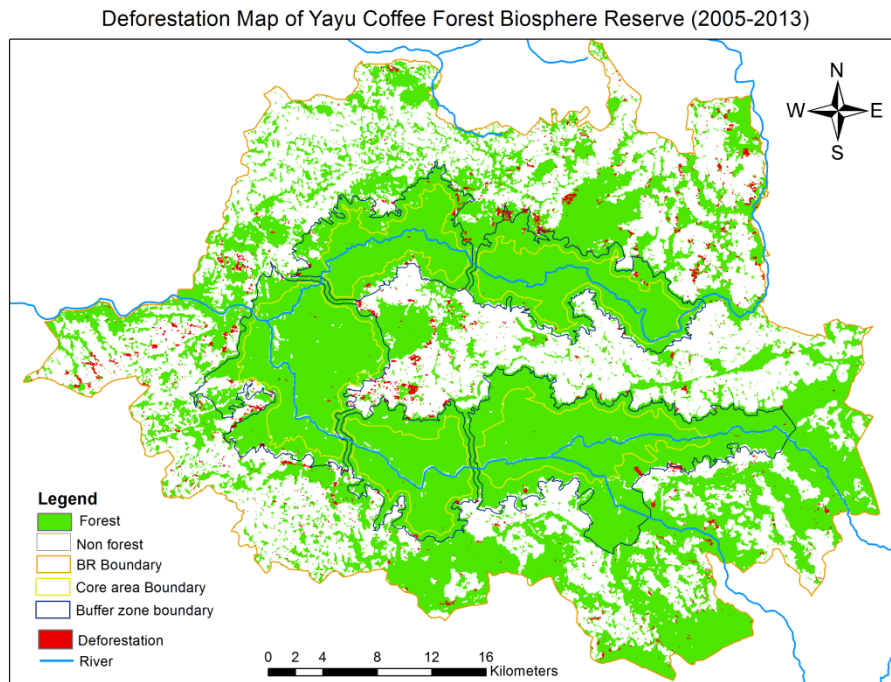 Deforestation Map of Yayu Coffee Forest Biosphere Reserve (2005-2013)
N
W E
S
Legend
Forest
Non forest
BR Boundary
Core area Boundary
Buffer zone boundary
Deforestation
River
0 2 4 8 12 16
Kilometers